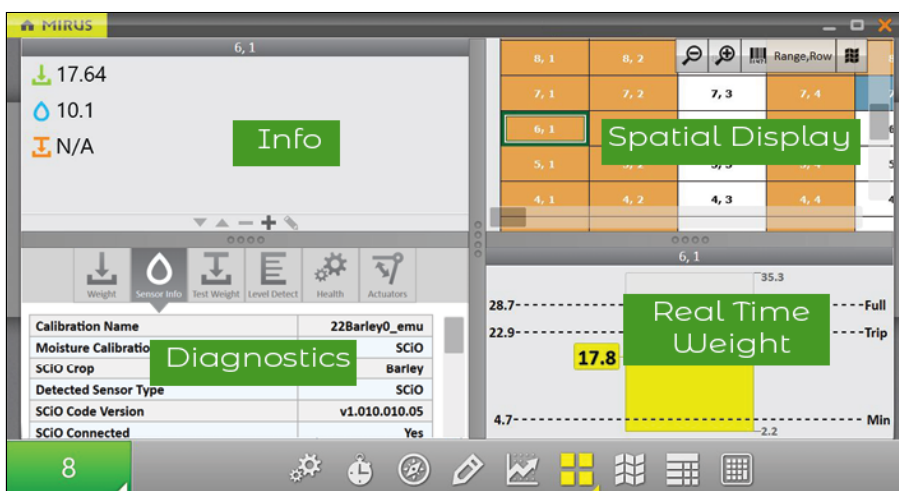 MIRUS
6, 1
17.64
10.1
N/A
Info
8, 1 8, 2 Range,Row
7, 1 7, 2 7, 3 7, 4
6, 1
Spatial Display
5, 1
4, 1 4, 2 4, 3 4, 4
Weight Sensor Info Test Weight Level Detect Health Actuators
Calibration Name 22Barley0_emu
Moisture SCiO
SCiO Crop Barley
Detected Sensor Type SCiO
SCiO Code Version v1.010.010.05
SCiO Connected Yes
Diagnostics
6, 1
35.3
28.7 Full
22.9 Trip
17.8
4.7 Min
2.2
Real Time
Weight
8